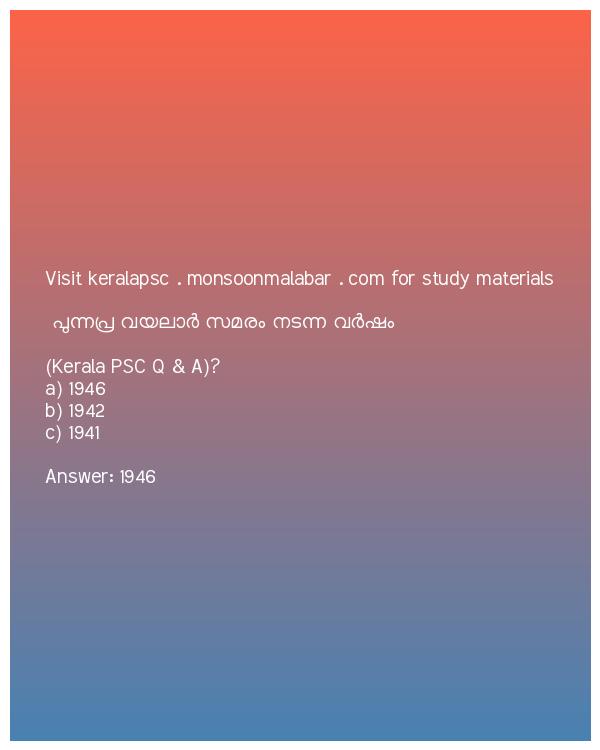 Visit keralapsc . monsoonmalabar . com for study materials
പുന്നപ്ര വയലാർ സമരം നടന്ന വർഷം
(Kerala PSC Q & A)?
a) 1946
b) 1942
c) 1941
Answer: 1946